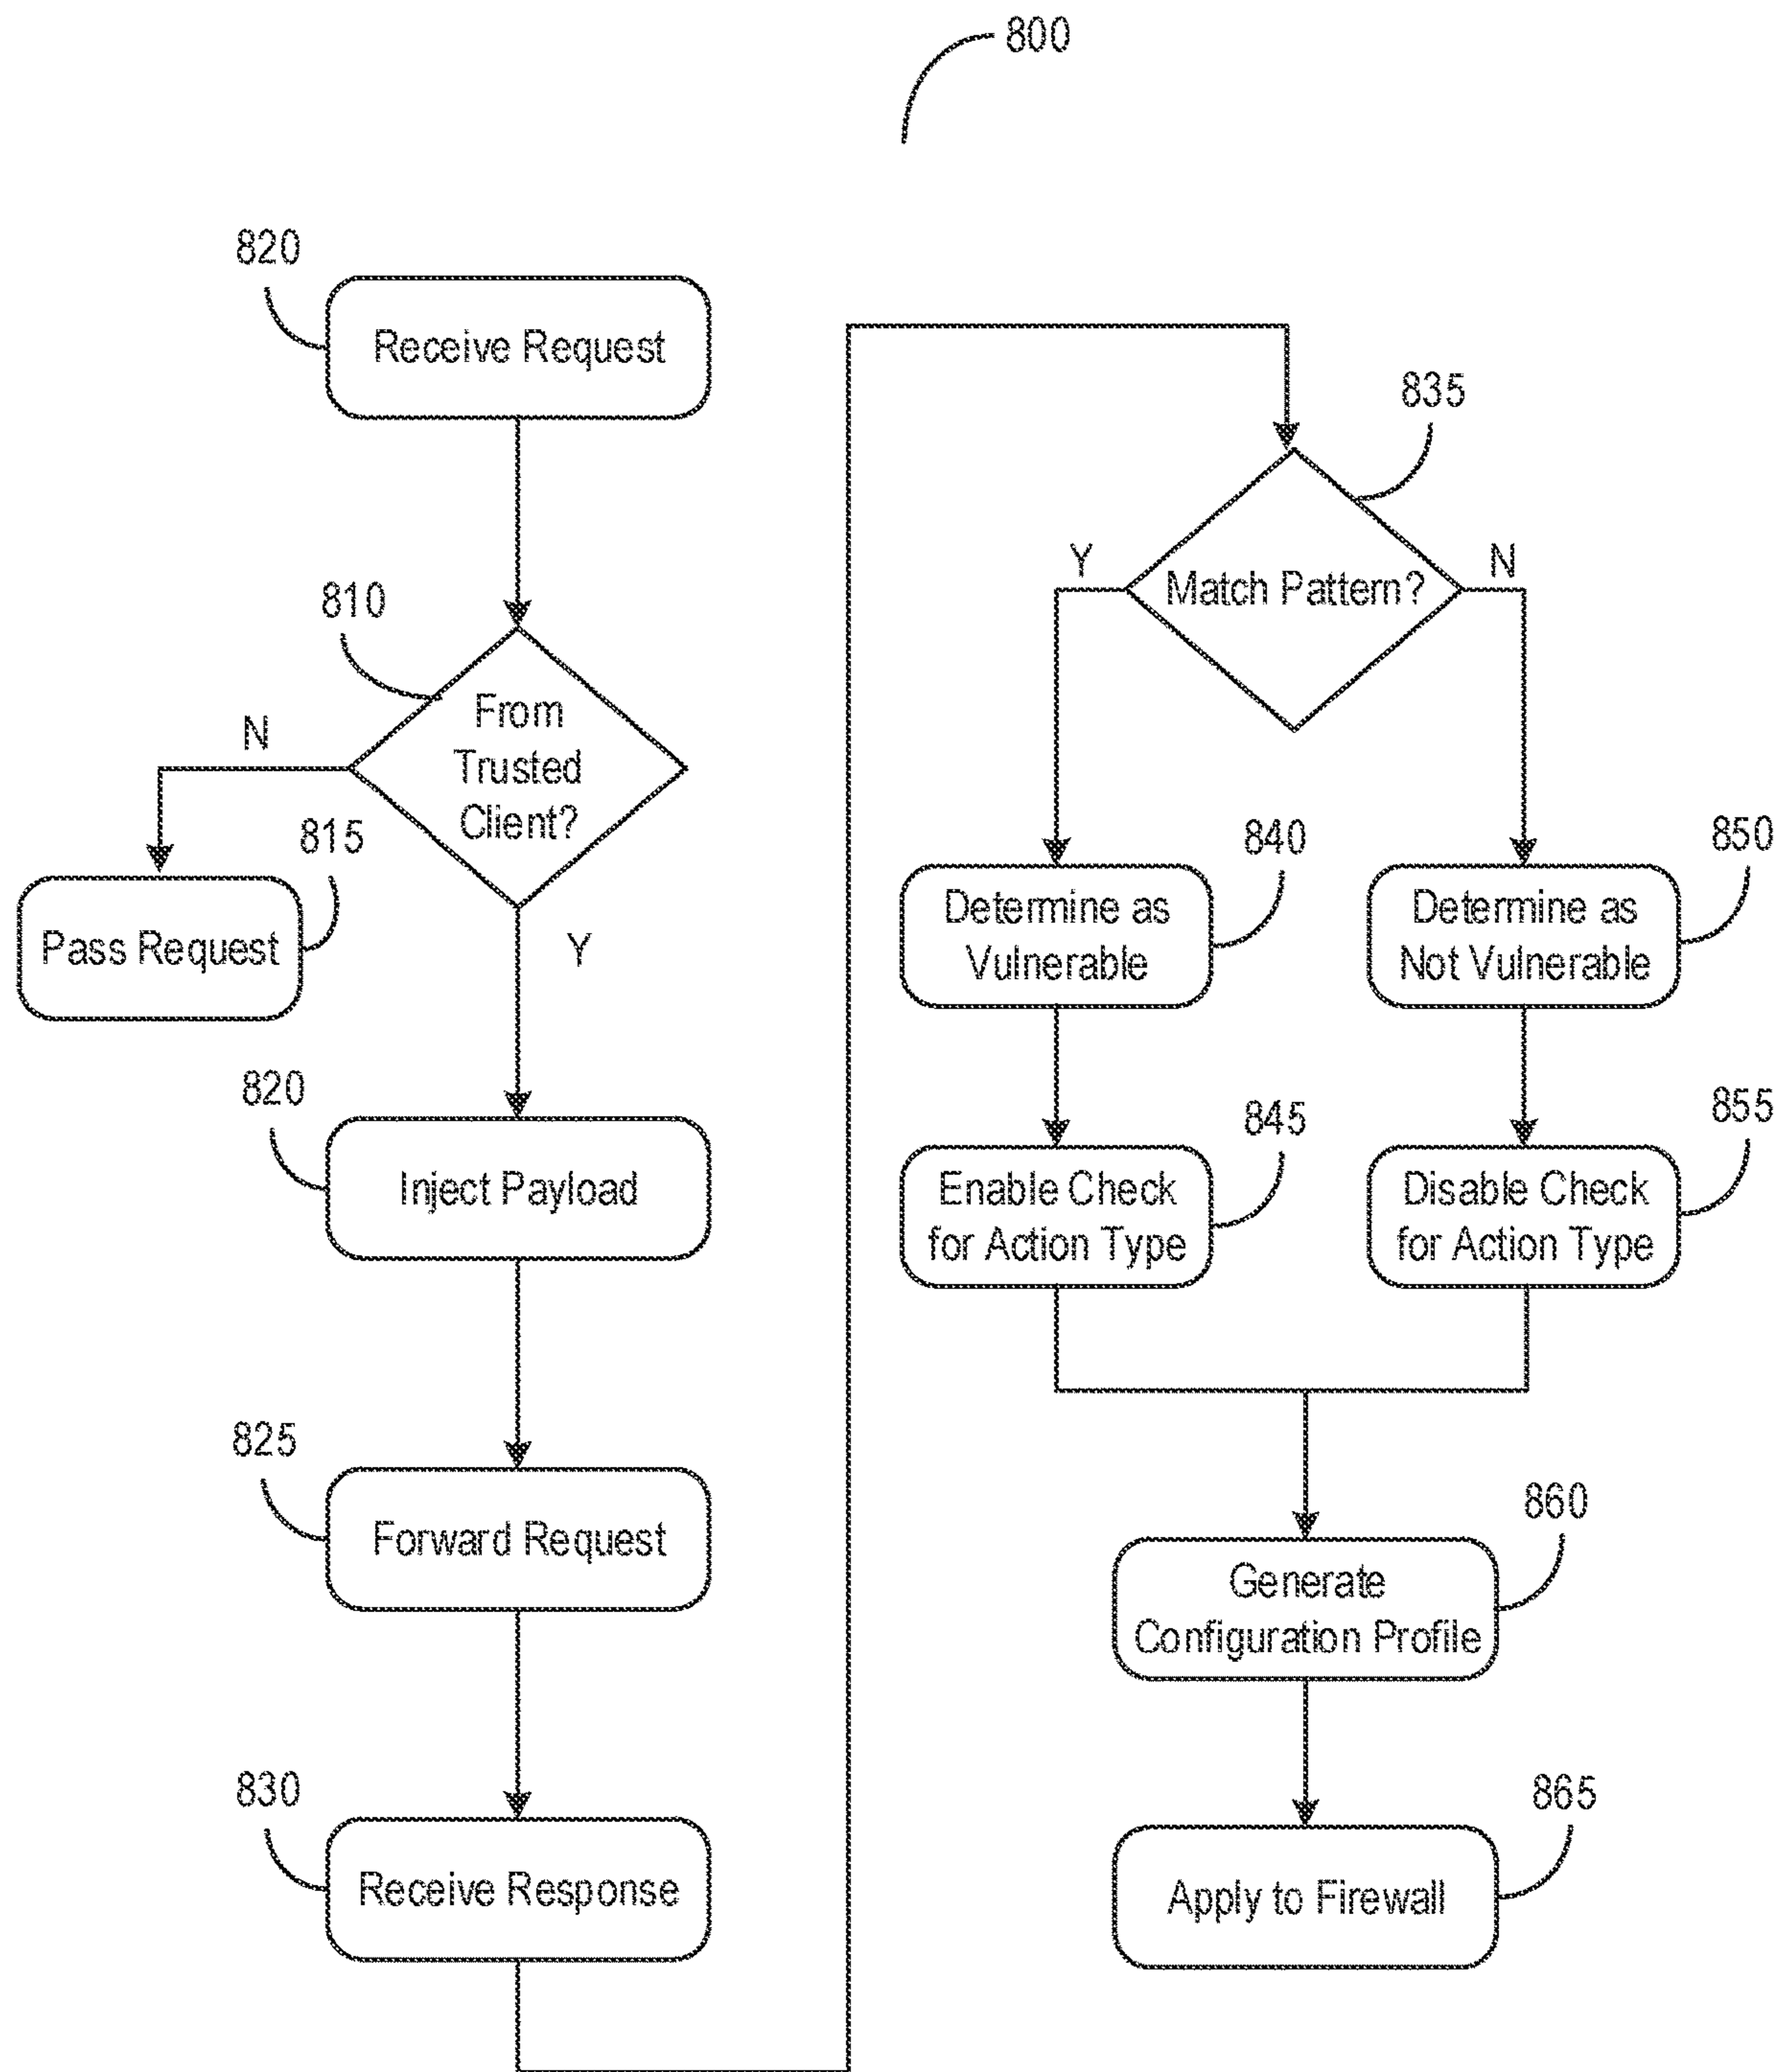 800
820
Receive Request
810
From
Trusted
Client?
N
Y
815
Pass Request
820
Inject Payload
825
Forward Request
830
Receive Response
835
Match Pattern?
Y
N
840
Determine as
Vulnerable
850
Determine as
Not Vulnerable
845
Enable Check
for Action Type
855
Disable Check
for Action Type
860
Generate
Configuration Profile
865
Apply to Firewall